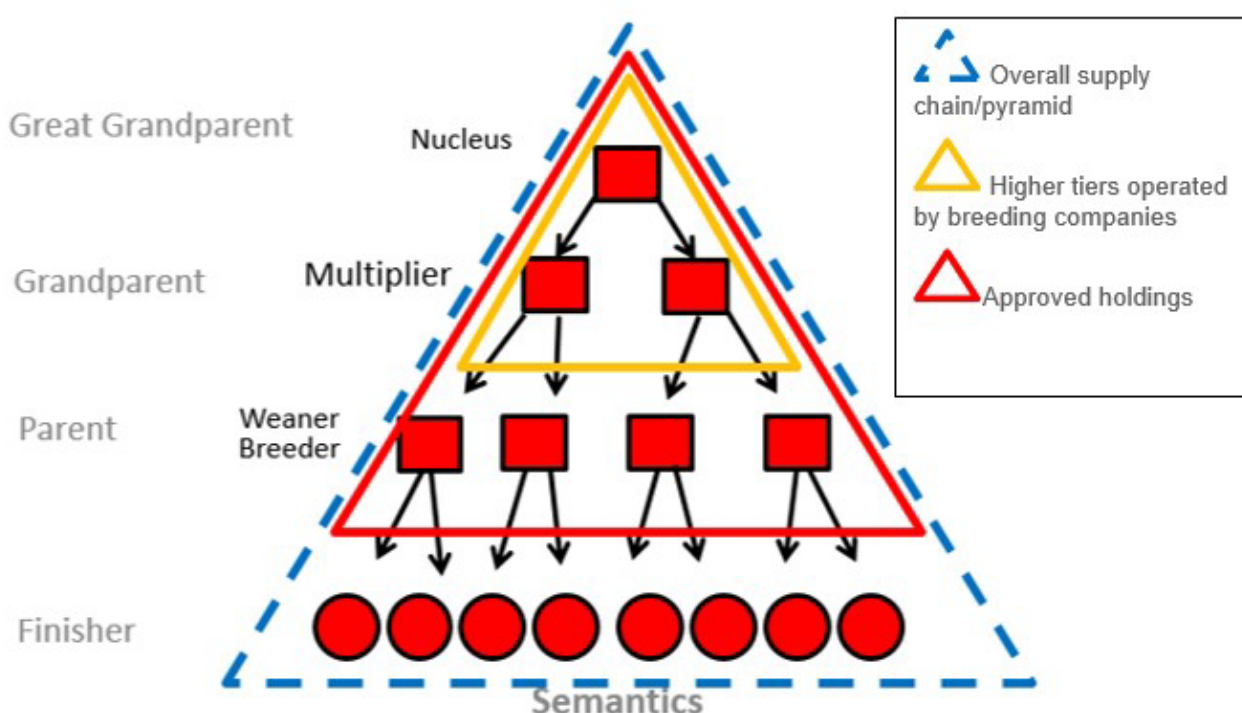 Great Grandparent
Nucleus
Grandparent
Multiplier
Parent
Weaner
Breeder
Finisher
Semantics
Overall supply
chain/pyramid
Higher tiers operated
by breeding companies
Approved holdings